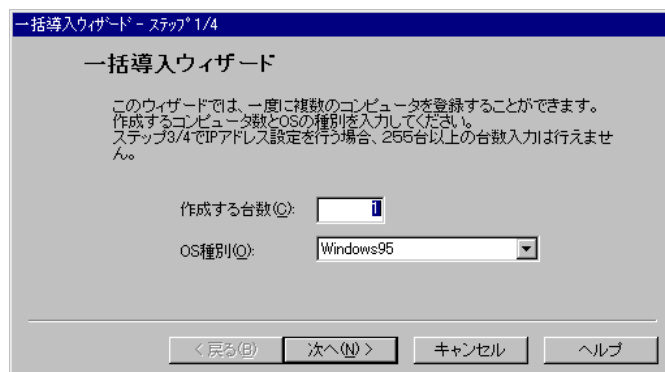 一括導入ウィザード - ステップ1/4
一括導入ウィザード
このウィザードでは、一度に複数のコンピュータを登録することができます。
作成するコンピュータ数とOSの種別を入力してください。
ステップ3/4でIPアドレス設定を行う場合、255台以上の台数入力は行えませ
ん。
作成する台数(C): 1
OS種別(O): Windows95
< 戻る(B) 次へ(N) > キャンセル ヘルプ